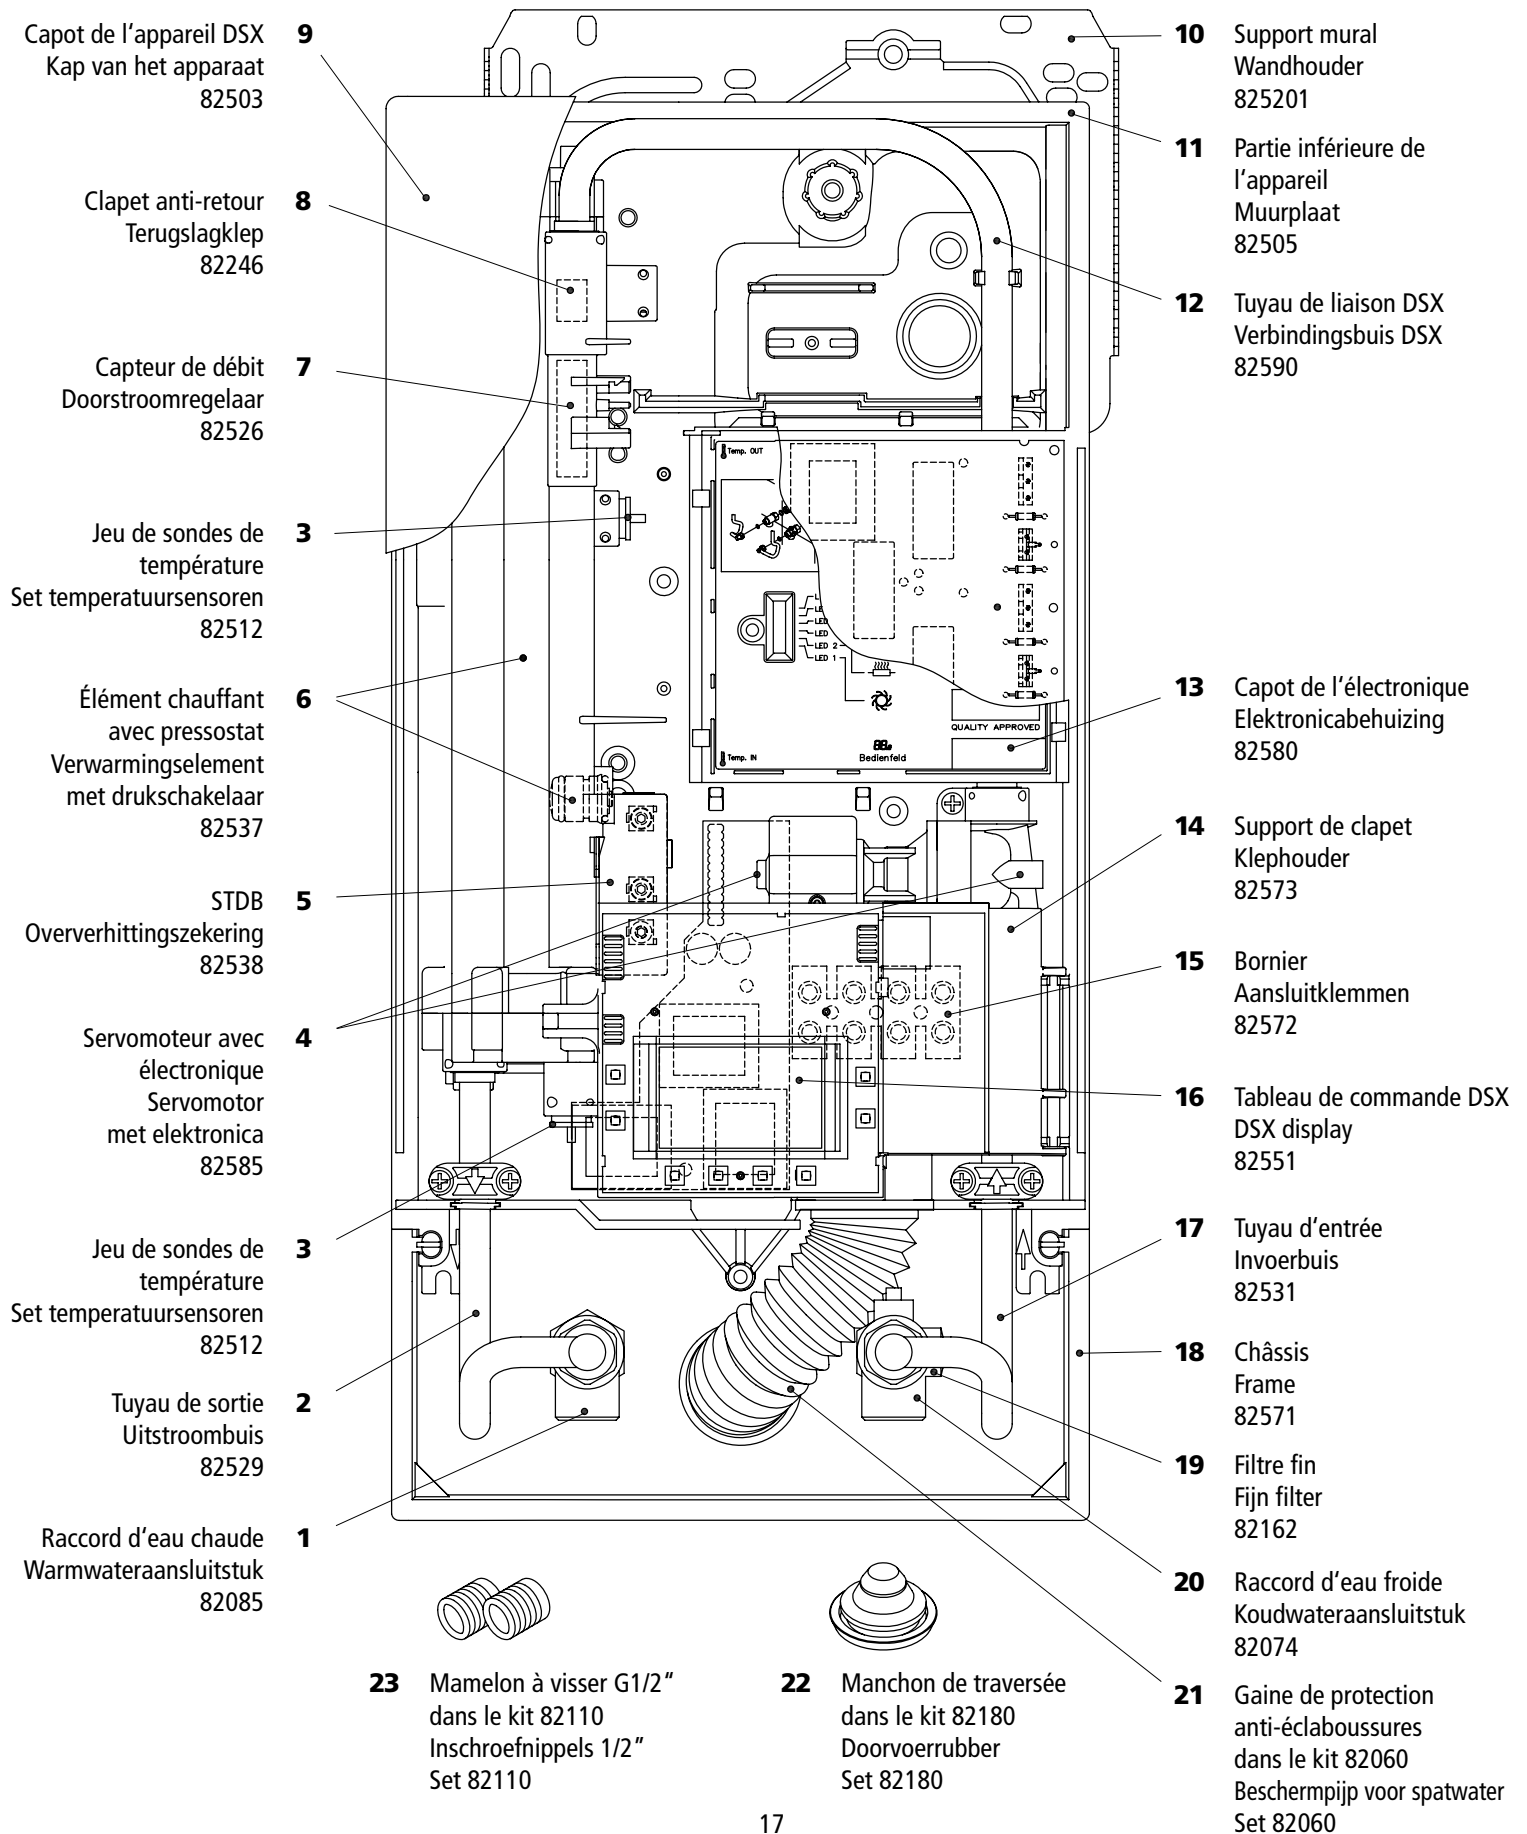 9 Capot de l‘appareil DSX
Kap van het apparaat
82503
Clapet anti-retour 8
Terugslagklep
82246
Capteur de débit 7
Doorstroomregelaar
82526
Jeu de sondes de 3
température
Set temperatuursensoren
82512
Élément chauffant 6
avec pressostat
Verwarmingselement
met drukschakelaar
82537
STDB 5
Oververhittingszekering
82538
Servomoteur avec 4
électronique
Servomotor
met elektronica
82585
Jeu de sondes de 3
température
Set temperatuursensoren
82512
Tuyau de sortie 2
Uitstroombuis
82529
Raccord d‘eau chaude 1
Warmwateraansluitstuk
82085
Temp. OUT
LED
LED 2
LED 1
QUALITY APPROVED
Temp. IN
Bedienfeld
10 Support mural
Wandhouder
825201
11 Partie inférieure de
l‘appareil
Muurplaat
82505
12 Tuyau de liaison DSX
Verbindingsbuis DSX
82590
13 Capot de l‘électronique
Elektronicabehuizing
82580
14 Support de clapet
Klephouder
82573
15 Bornier
Aansluitklemmen
82572
16 Tableau de commande DSX
DSX display
82551
17 Tuyau d‘entrée
Invoerbuis
82531
18 Châssis
Frame
82571
19 Filtre fin
Fijn filter
82162
20 Raccord d‘eau froide
Koudwateraansluitstuk
82074
21 Gaine de protection
anti-éclaboussures
dans le kit 82060
Beschermpijp voor spatwater
Set 82060
23 Mamelon à visser G1/2“
dans le kit 82110
Inschroefnippels 1/2”
Set 82110
22 Manchon de traversée
dans le kit 82180
Doorvoerrubber
Set 82180
17